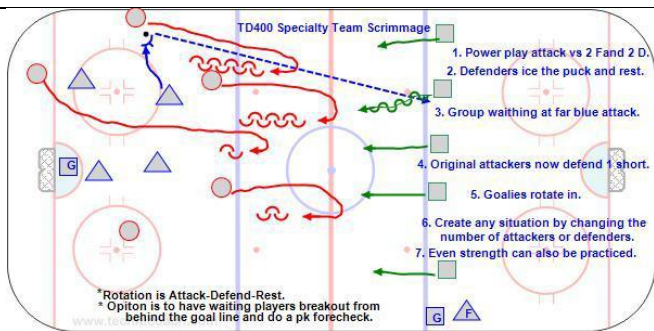 TD400 Specialty Team Scrimmage
1. Power play attack vs 2 Fand 2 D.
2. Defenders ice the puck and rest.
3. Group waithing at far blue attack.
4. Original attackers now defend 1 short.
5. Goalies rotate in.
6. Create any situation by changing the
number of attackers or defenders.
7. Even strength can also be practiced.
G
*Rotation is Attack-Defend-Rest.
* Opiton is to have waiting players breakout from
behind the goal line and do a pk forecheck.
G
F